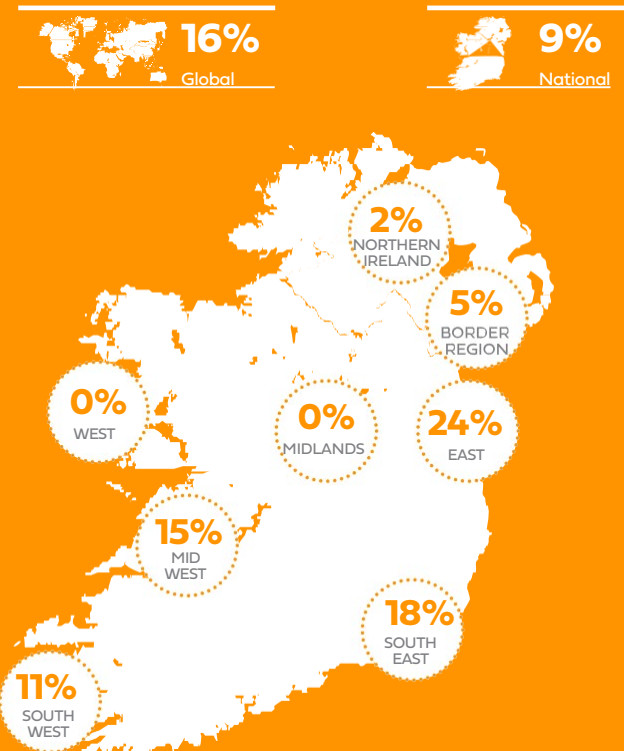 16%
Global
9%
National
2%
NORTHERN
IRELAND
5%
BORDER
REGION
0%
WEST
0%
MIDLANDS
24%
EAST
15%
MID
WEST
18%
SOUTH
EAST
11%
SOUTH
WEST